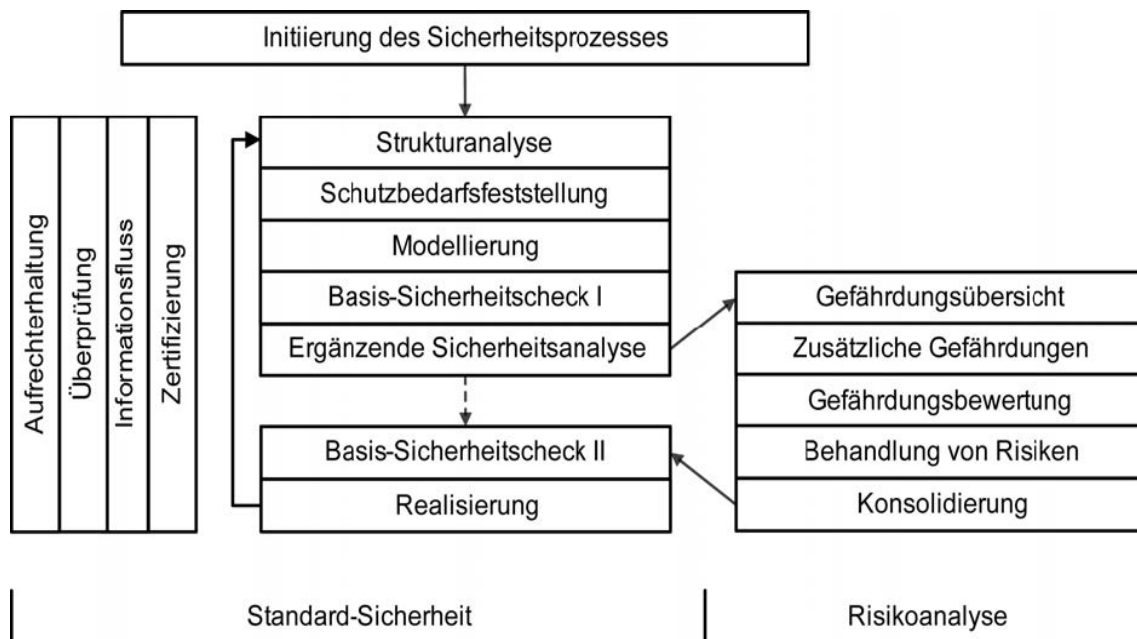 Initiierung des Sicherheitsprozesses
Aufrechterhaltung
Überprüfung
Informationsfluss
Zertifizierung
Strukturanalyse
Schutzbedarfsfeststellung
Modellierung
Basis-Sicherheitscheck I
Ergänzende Sicherheitsanalyse
Basis-Sicherheitscheck II
Realisierung
Gefährdungsübersicht
Zusätzliche Gefährdungen
Gefährdungsbewertung
Behandlung von Risiken
Konsolidierung
Standard-Sicherheit
Risikoanalyse